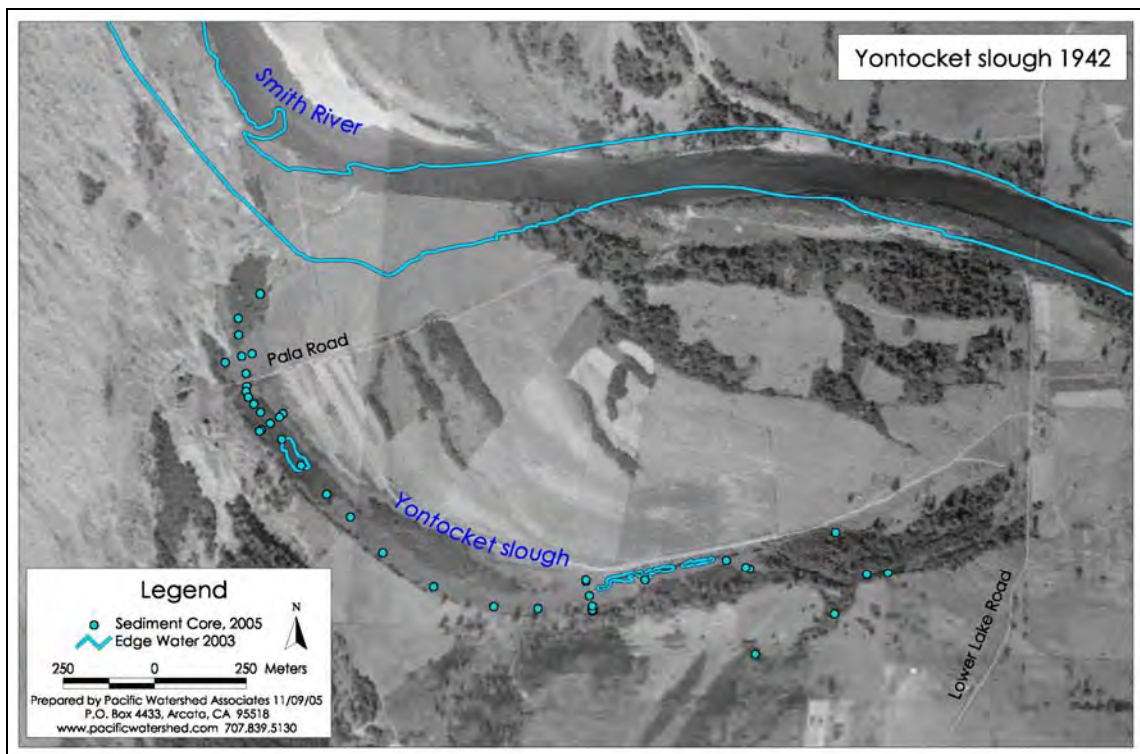 Yontocket slough 1942
Smith River
Pala Road
Yontocket slough
Lower Lake Road
Legend
Sediment Core, 2005
Edge Water 2003
N
250 0 250 Meters
Prepared by Pacific Watershed Associates 11/09/05
P.O. Box 4433, Arcata, CA 95518
www.pacificwatershed.com 707.839.5130